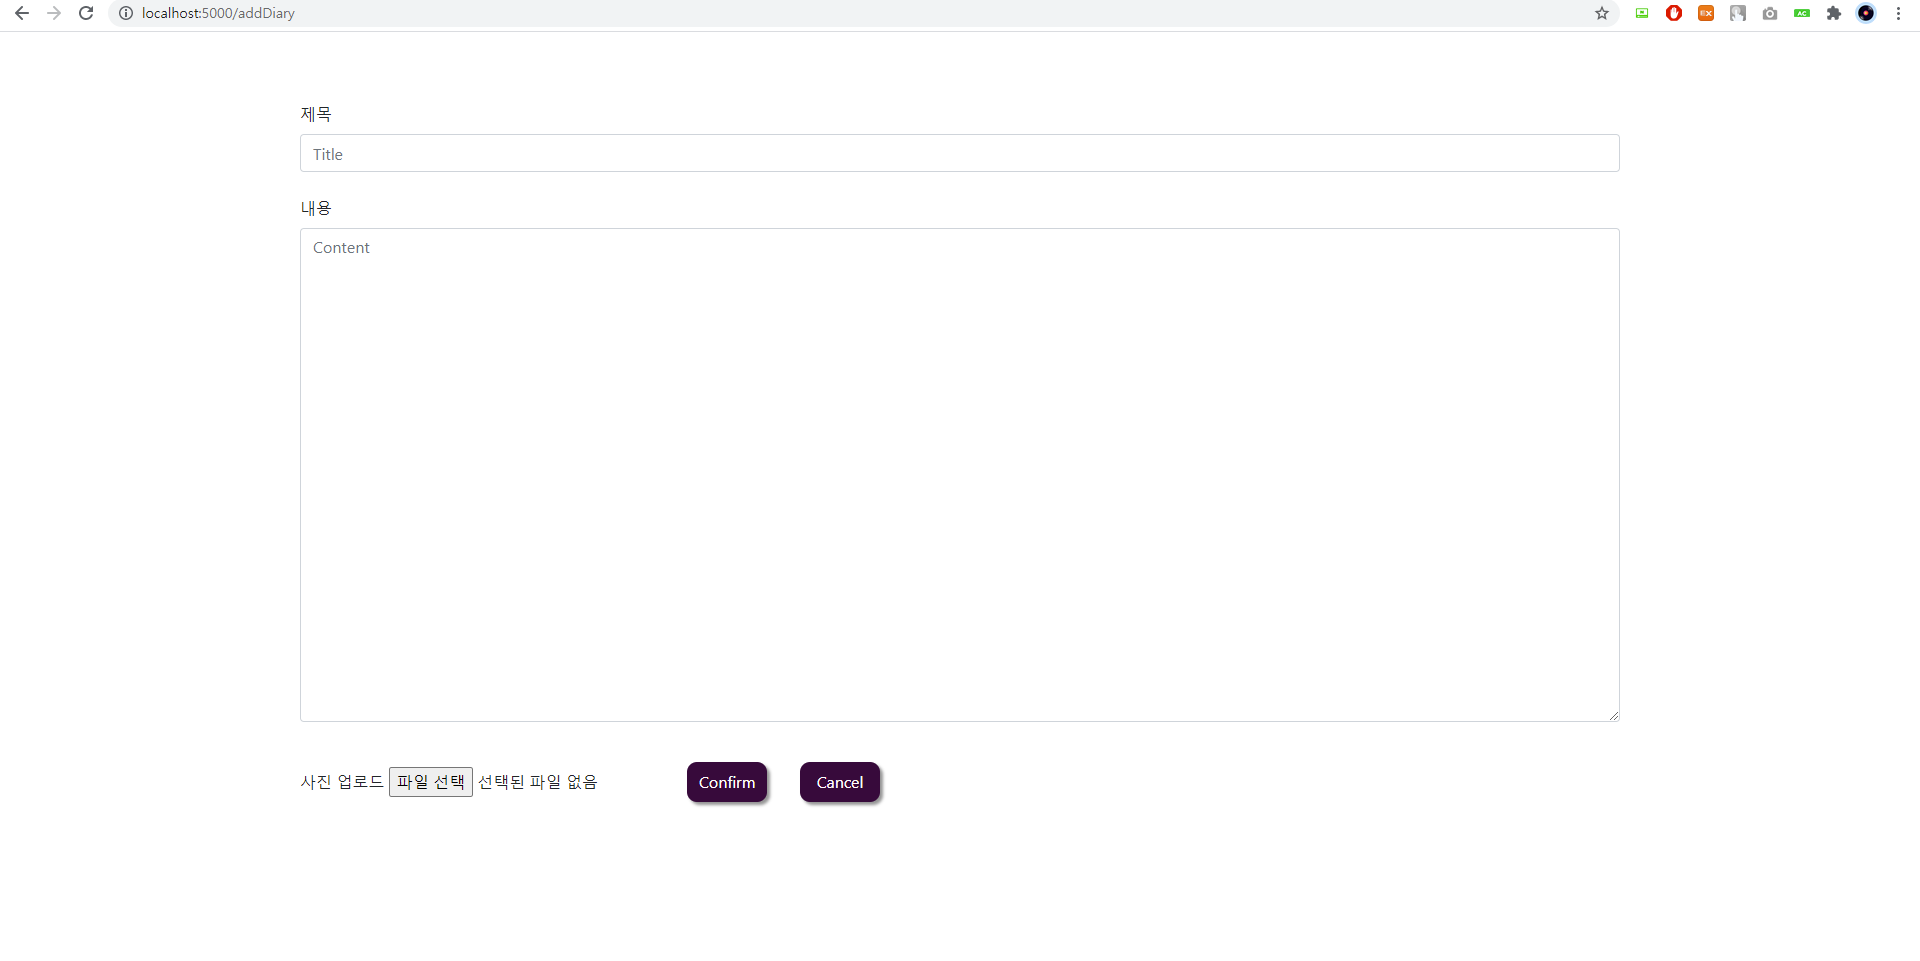 localhost:5000/addDiary
제목
Title
내용
Content
사진 업로드 파일 선택 선택된 파일 없음 Confirm Cancel